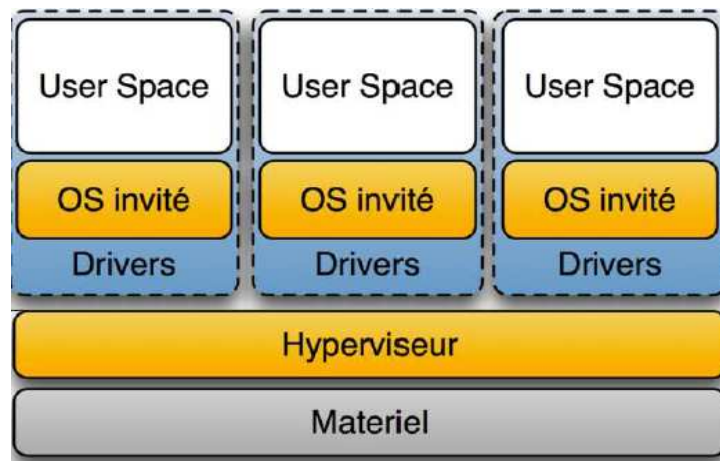 User Space User Space User Space
OS invité OS invité OS invité
Drivers Drivers Drivers
Hyperviseur
Materiel